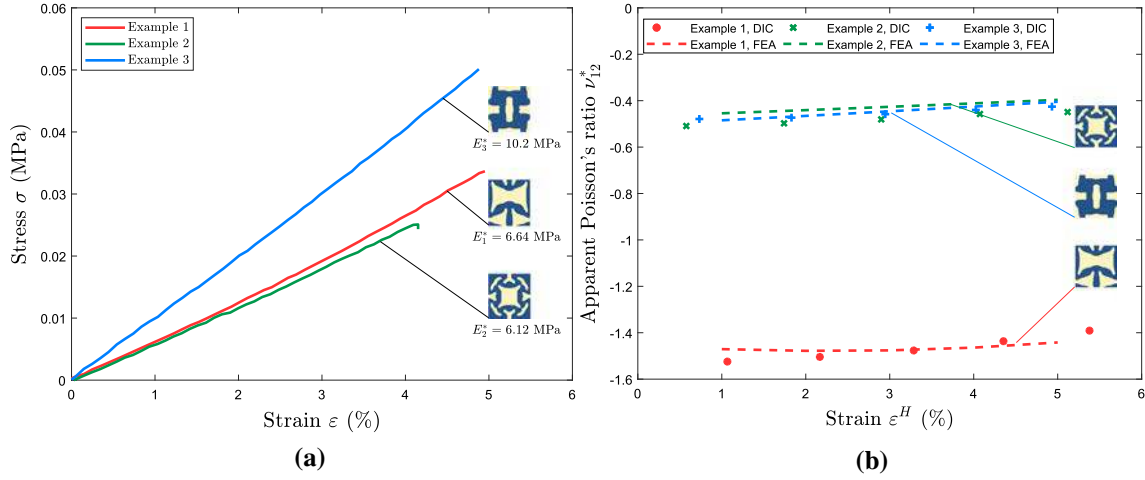 Example 1
Example 2
Example 3
0.06
0.05
0.04
0.03
0.02
0.01
0
Stress σ (MPa)
E₃* = 10.2 MPa
E₁* = 6.64 MPa
E₂* = 6.12 MPa
0 1 2 3 4 5 6
Strain ε (%)
(a)
Example 1, DIC Example 2, DIC Example 3, DIC
Example 1, FEA Example 2, FEA Example 3, FEA
0
-0.2
-0.4
-0.6
-0.8
-1
-1.2
-1.4
-1.6
Apparent Poisson's ratio ν₁₂*
0 1 2 3 4 5 6
Strain εᴴ (%)
(b)